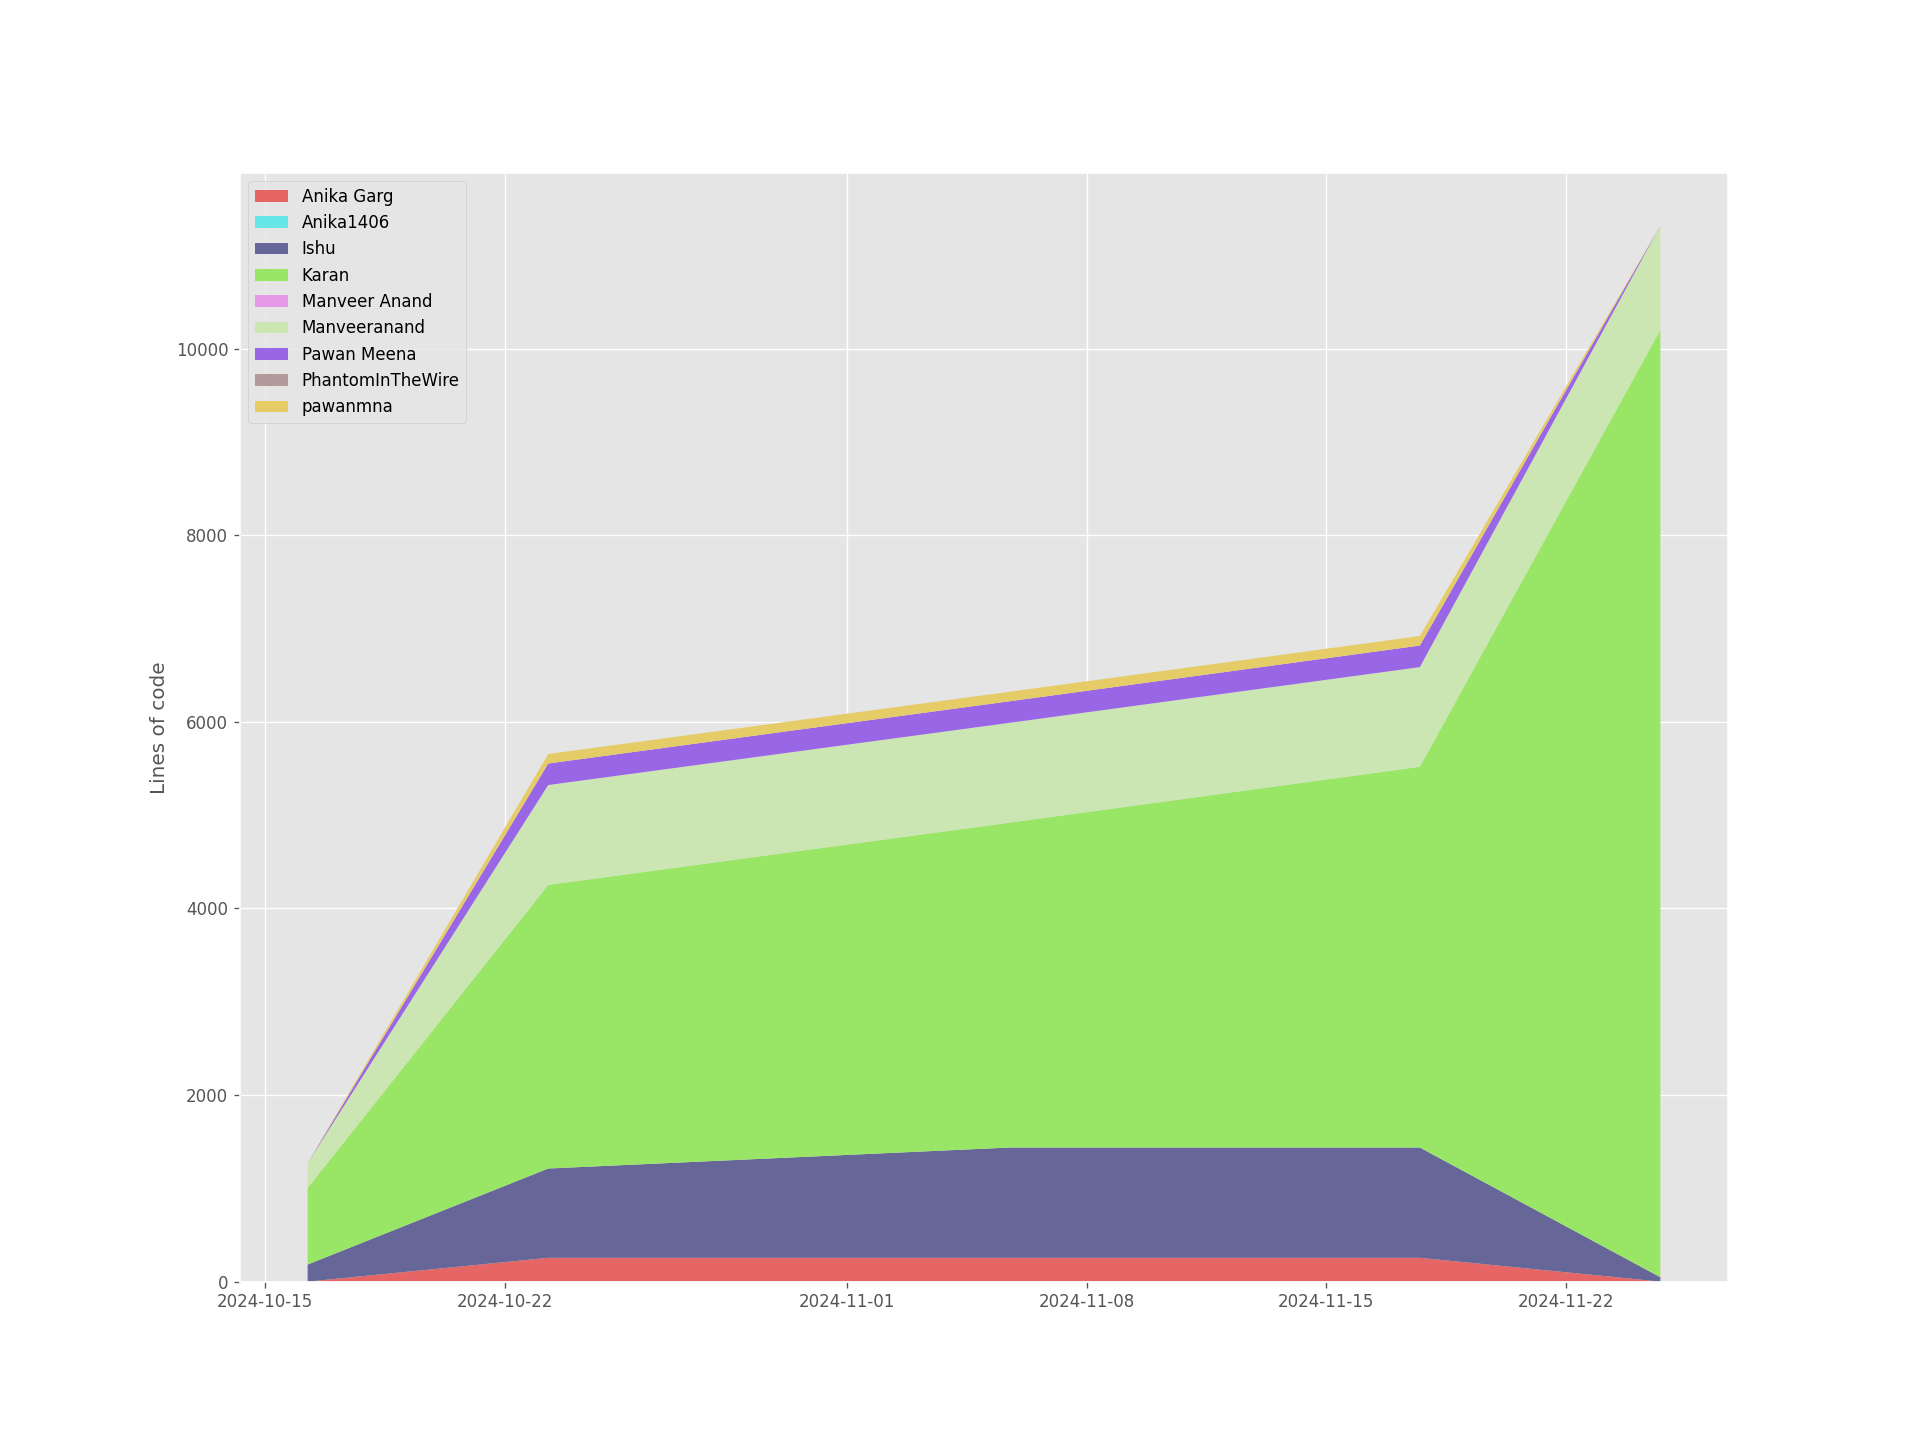 Anika Garg
Anika1406
Ishu
Karan
Manveer Anand
Manveeranand
Pawan Meena
PhantomInTheWire
pawanmna
Lines of code
10000
8000
6000
4000
2000
0
2024-10-15 2024-10-22 2024-11-01 2024-11-08 2024-11-15 2024-11-22